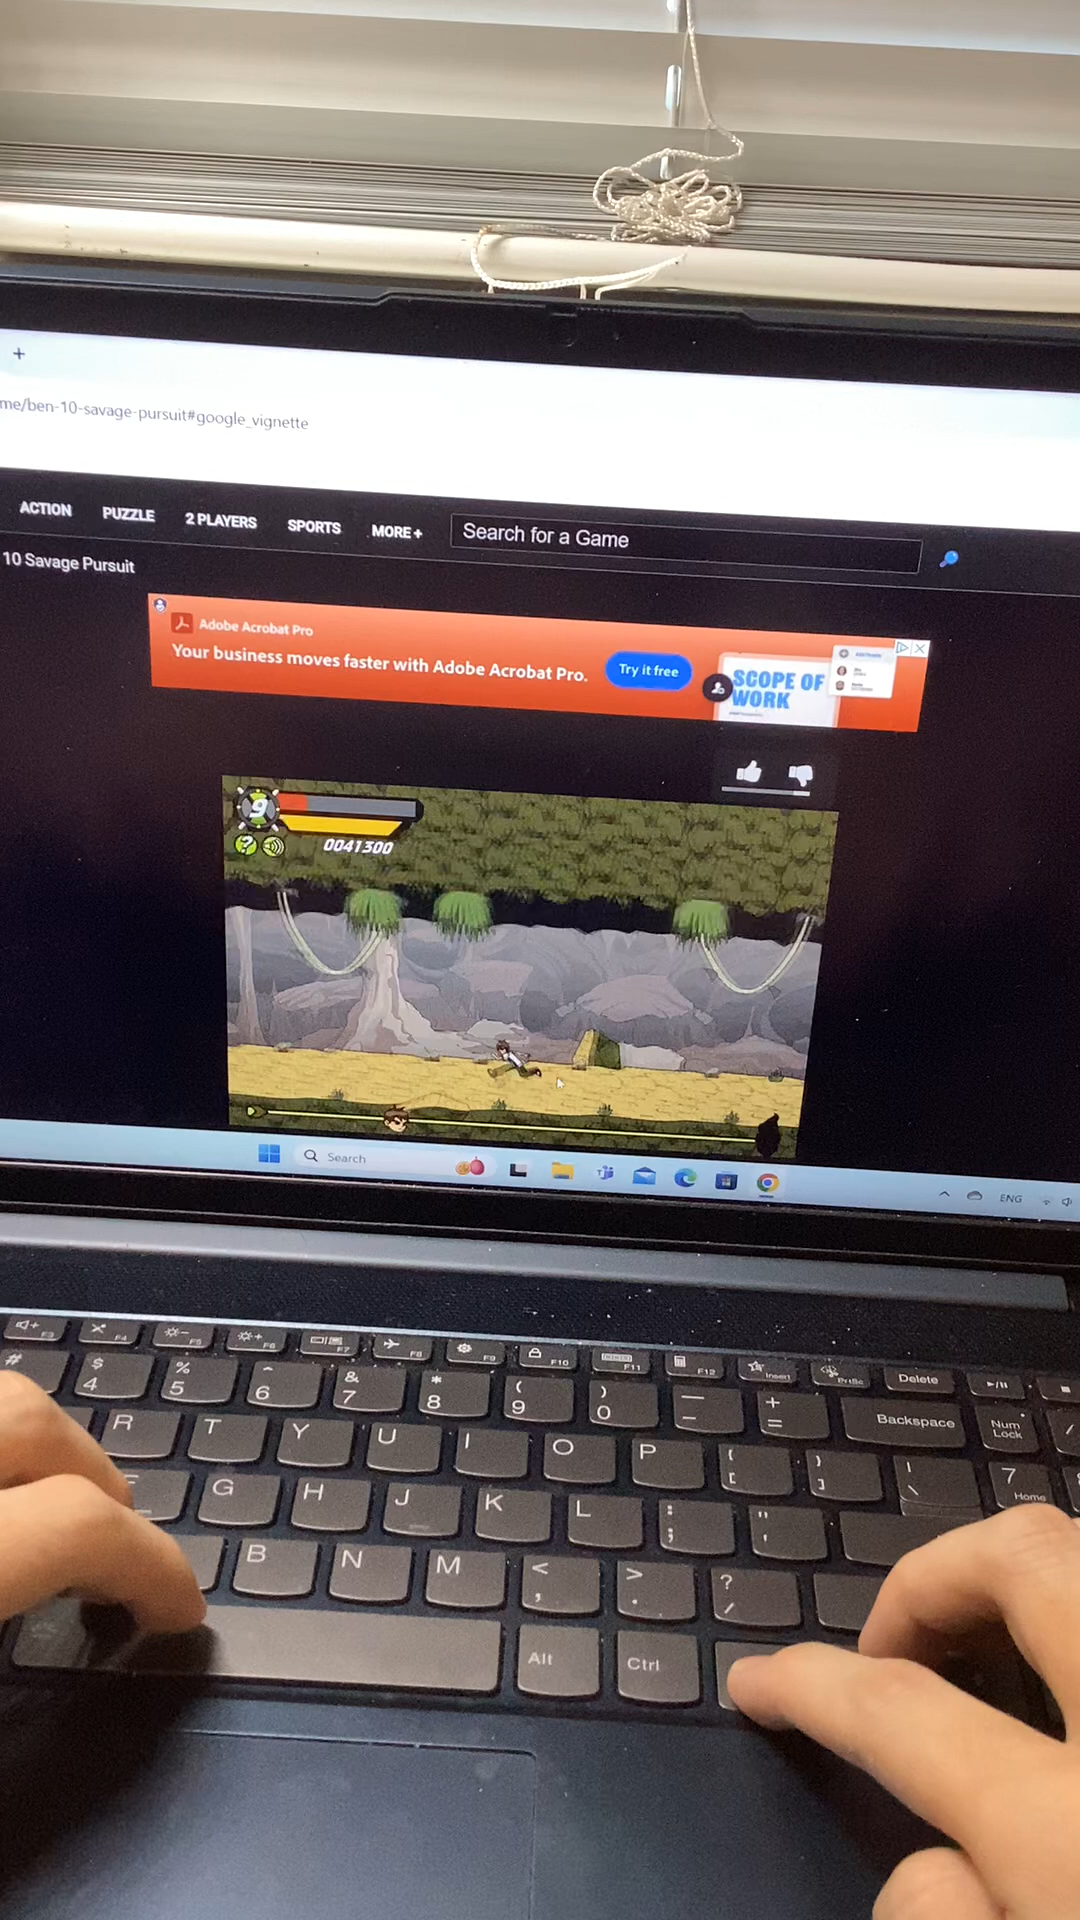 +
me/ben-10-savage-pursuit#google_vignette
ACTION PUZZLE 2 PLAYERS SPORTS MORE + Search for a Game
10 Savage Pursuit
Adobe Acrobat Pro
Your business moves faster with Adobe Acrobat Pro. Try it free
SCOPE OF
WORK
9
? 0041300
Search
ENG
F3 F4 F5 F6 F7 F8 F9 F10 F11 F12 Insert PrtSc Delete
# $ 4 % 5 ^ 6 & 7 * 8 ( 9 ) 0 — - + = Backspace Num Lock /
R T Y U I O P { [ } ] | \ 7 Home
G H J K L : ; " '
B N M < , > . ? /
Alt Ctrl